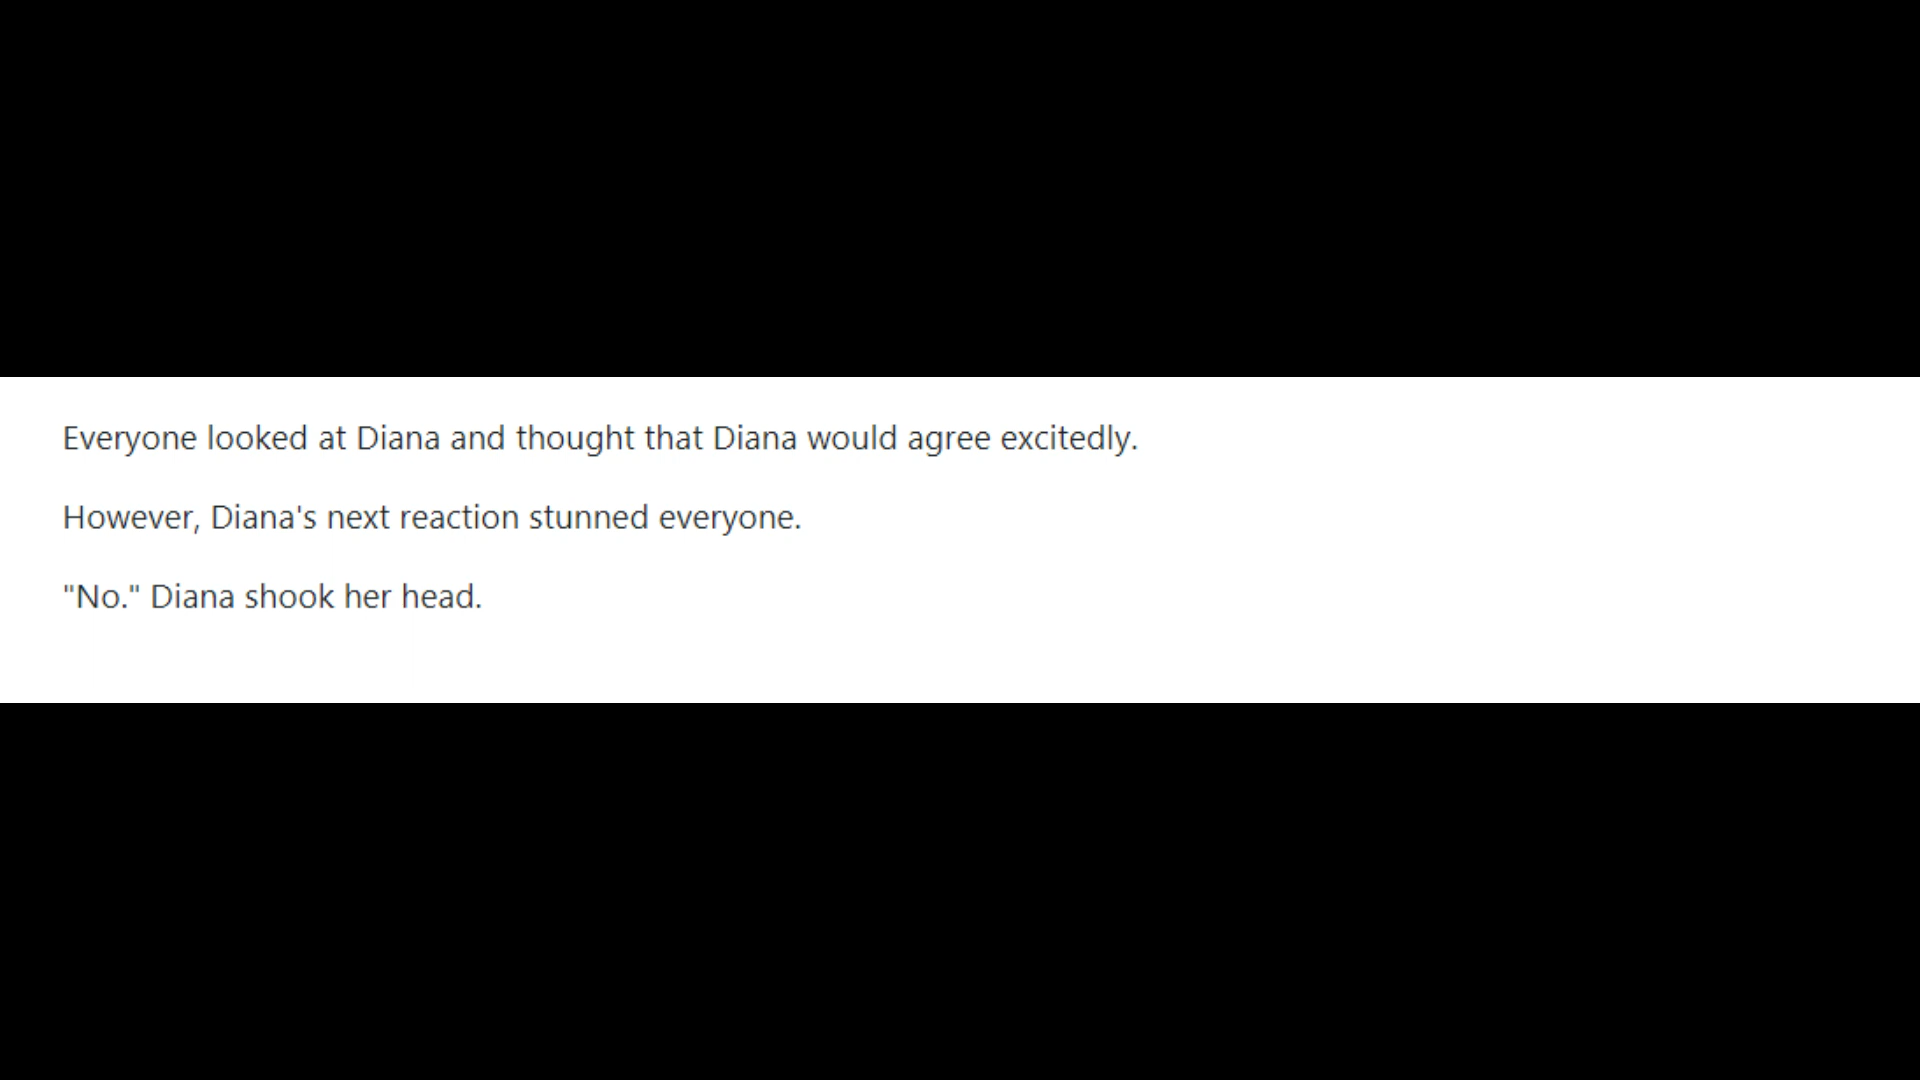 Everyone looked at Diana and thought that Diana would agree excitedly.
However, Diana's next reaction stunned everyone.
"No." Diana shook her head.